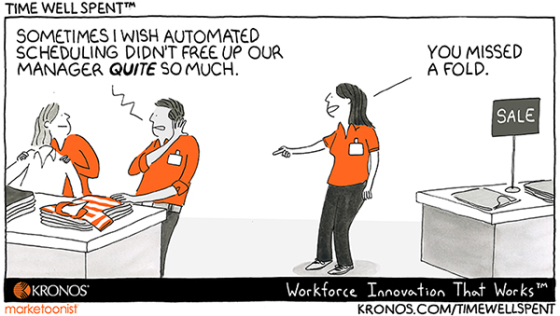 TIME WELL SPENT™
SOMETIMES I WISH AUTOMATED
SCHEDULING DIDN'T FREE UP OUR
MANAGER QUITE SO MUCH.
YOU MISSED
A FOLD.
SALE
KRONOS®
Workforce Innovation That Works™
marketoonist
KRONOS.COM/TIMEWELLSPENT